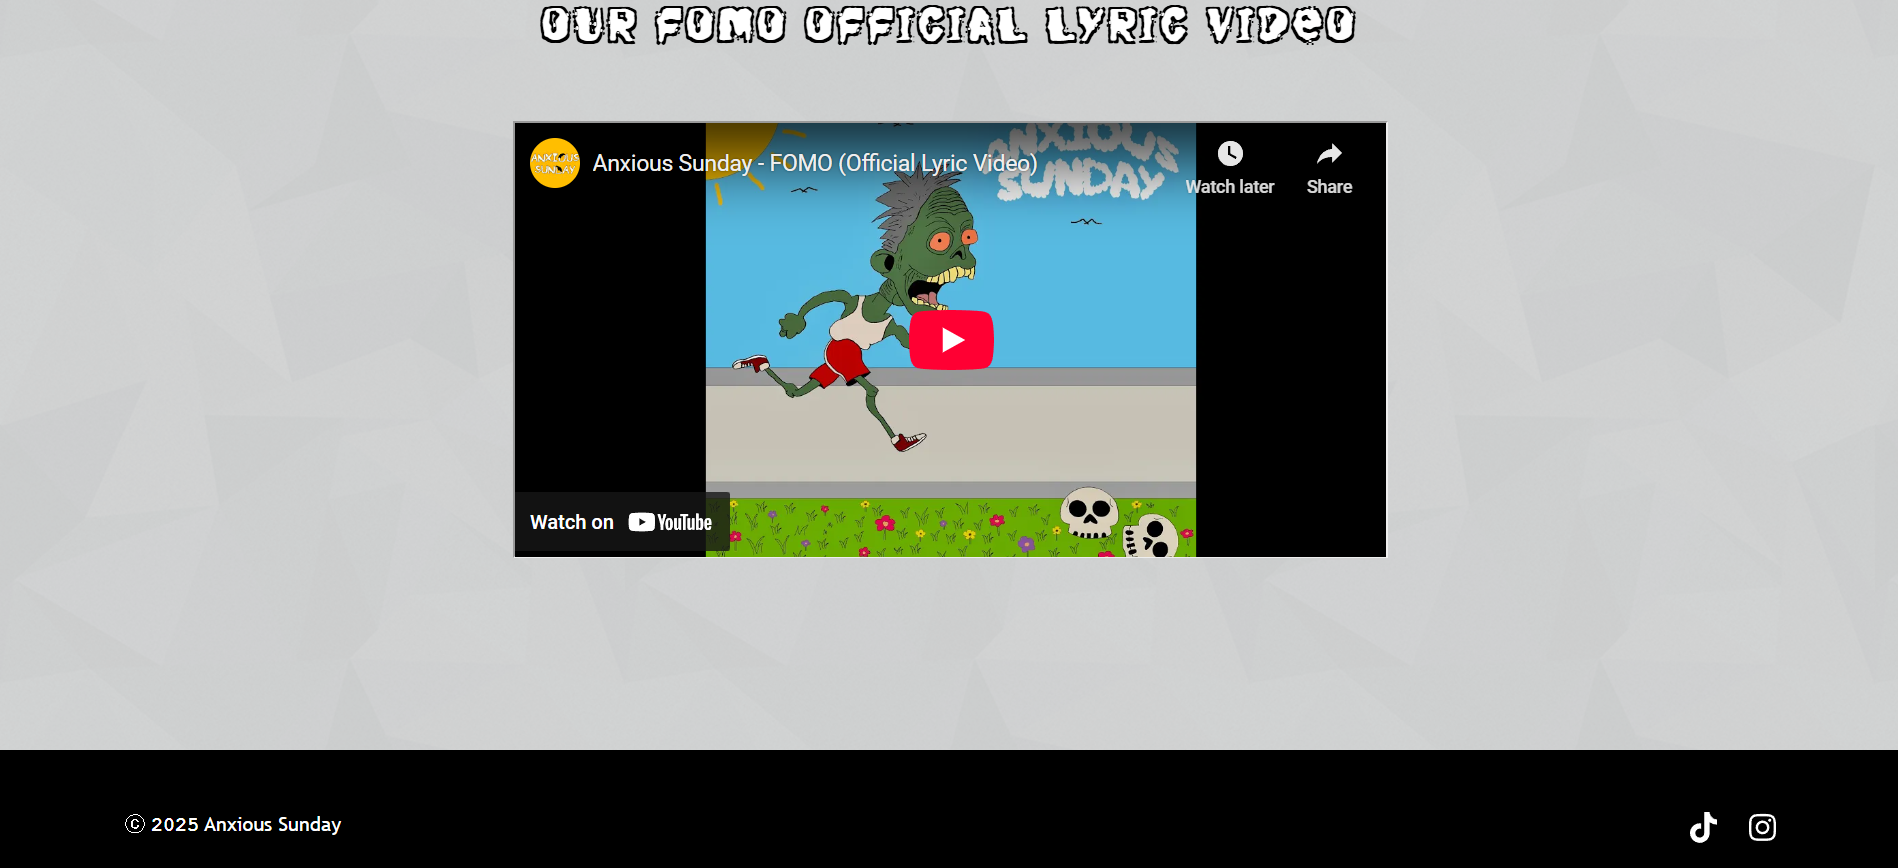 OUR FOMO OFFICIAL LYRIC VIDEO
Anxious Sunday - FOMO (Official Lyric Video)
ANXIOUS
SUNDAY
ANXIOUS
SUNDAY
Watch later
Share
Watch on YouTube
© 2025 Anxious Sunday